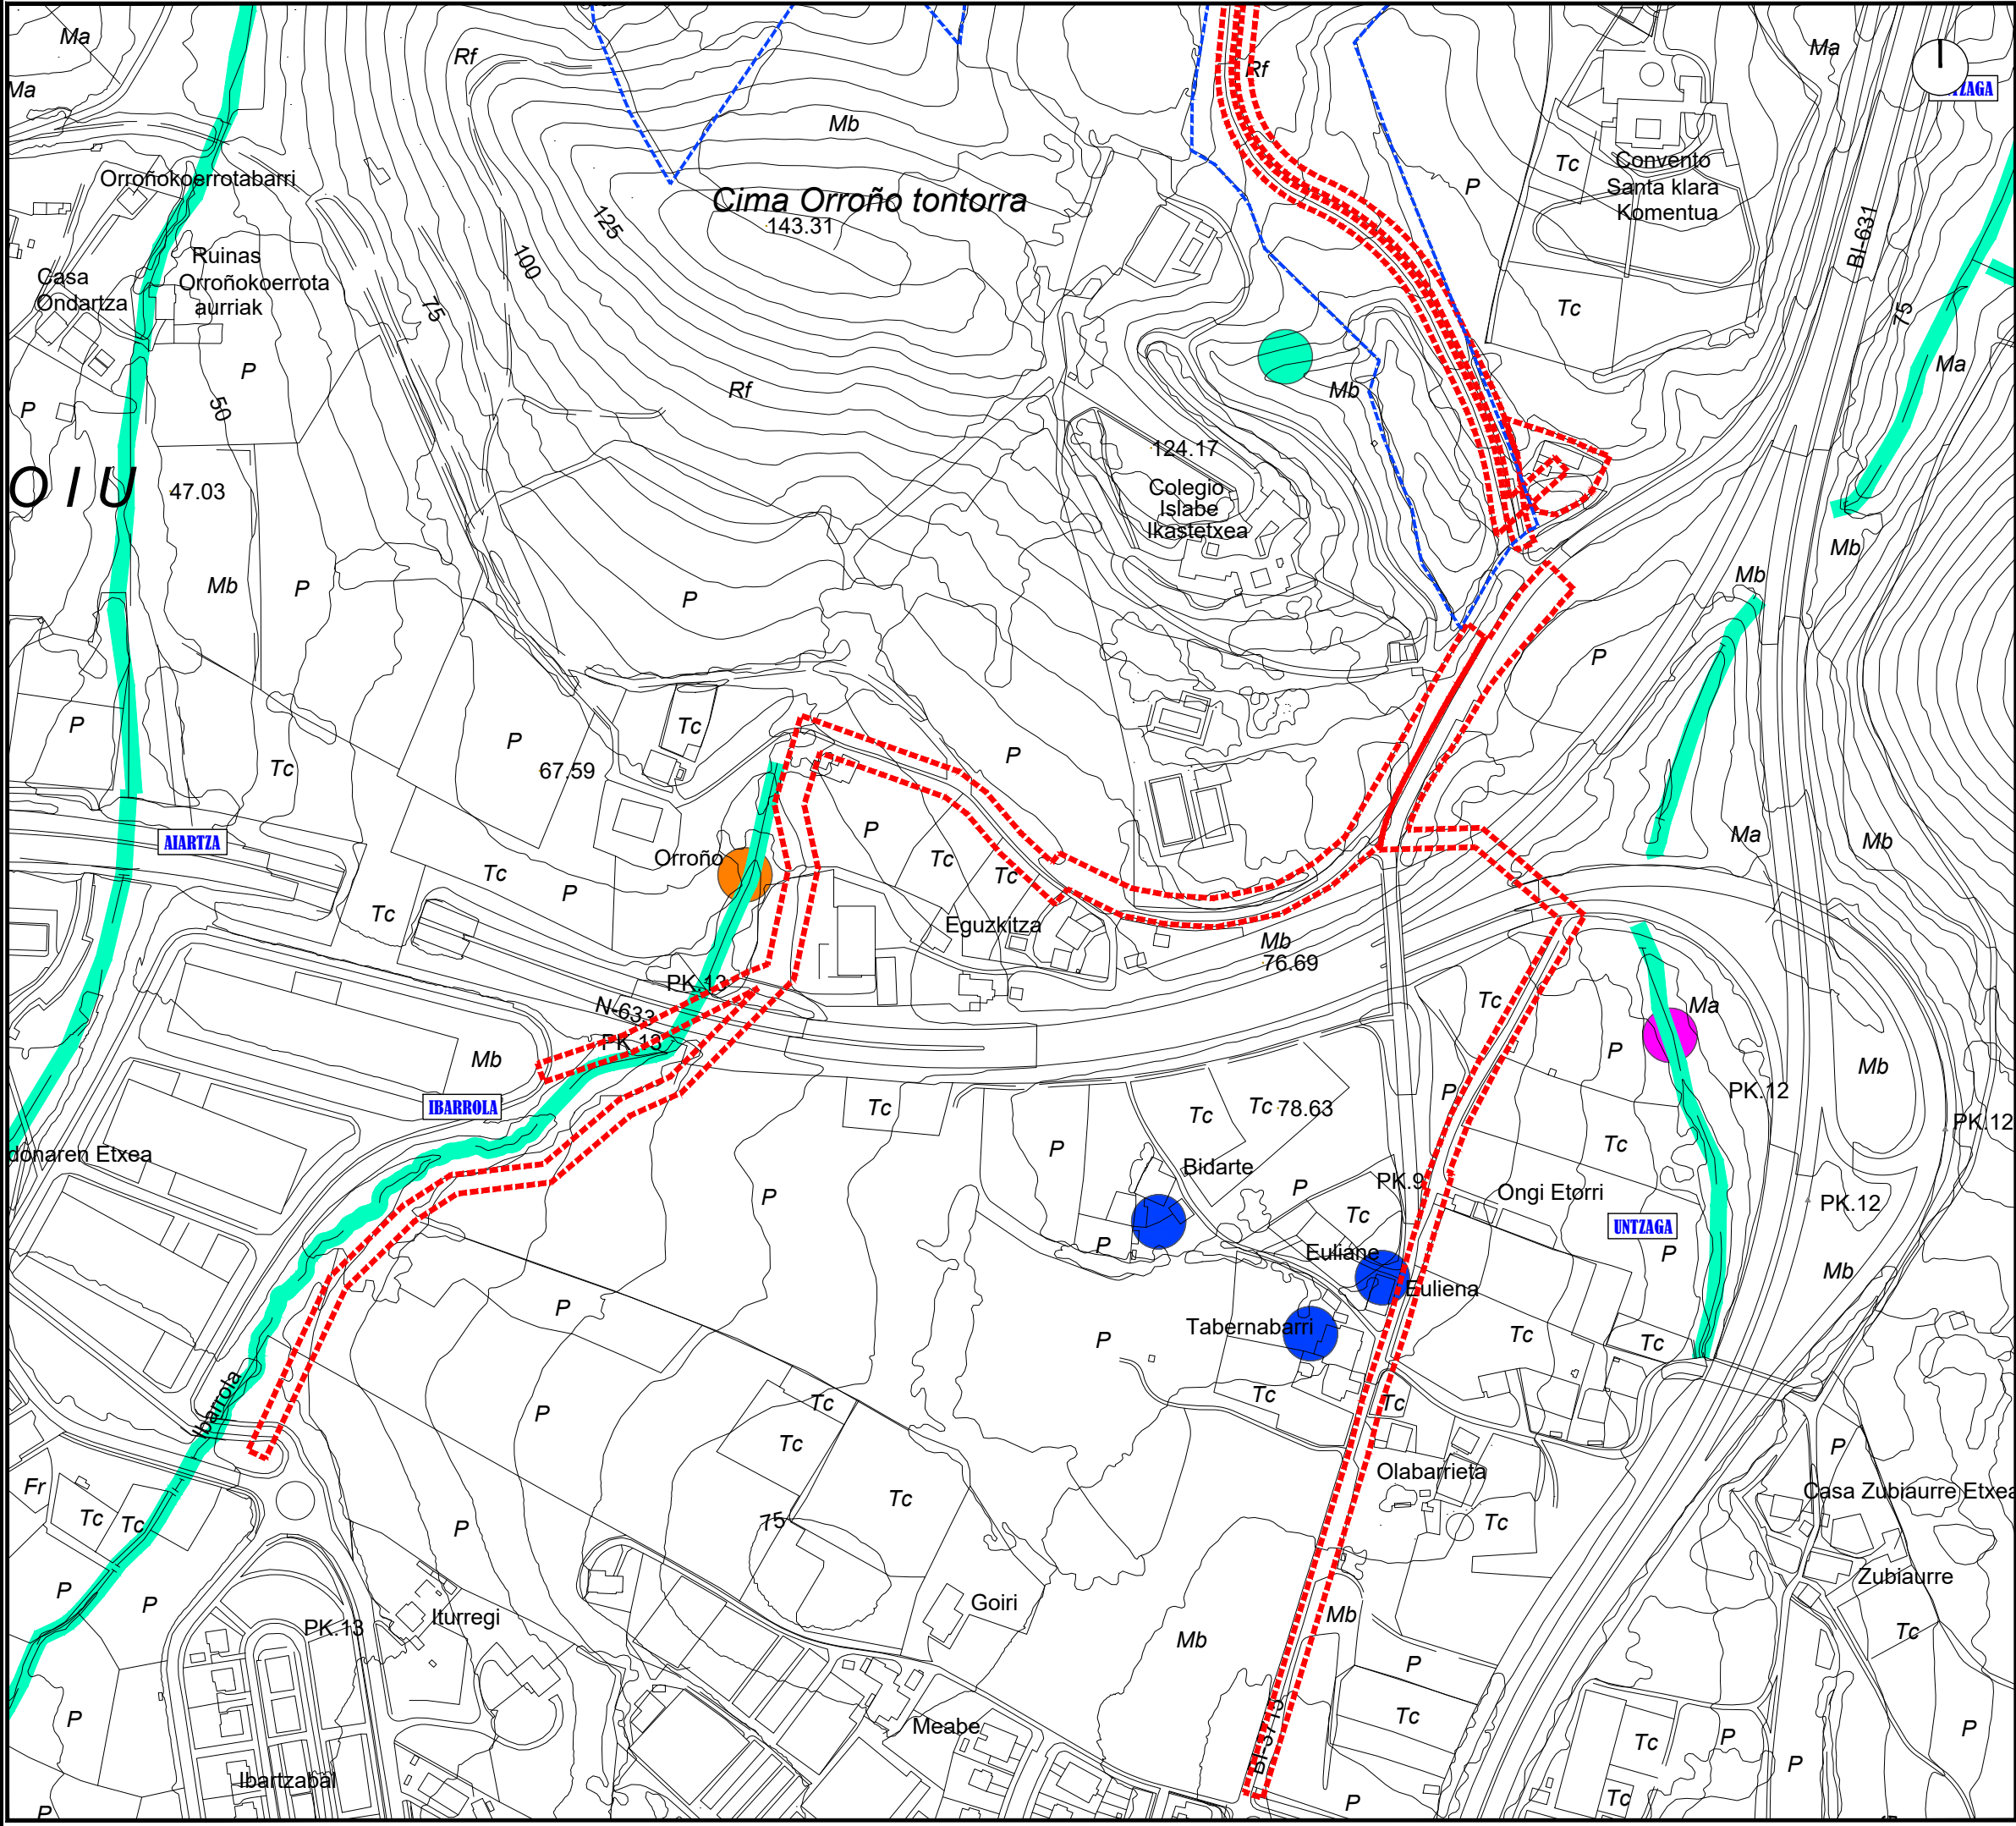 Ma
Rf
Rf
Ma
UNTZAGA
Ma
Mb
Tc
Convento
Santa klara
Komentua
P
Orroñokoerrotabarri
Cima Orroño tontorra
143.31
125
100
75
BI-631
Ruinas
Orroñokoerrota
aurriak
Casa
Ondartza
Tc
75
Ma
P
50
P
Rf
Mb
124.17
Colegio
Islabe
Ikastetxea
O I U
47.03
Mb
Mb
Mb
P
P
P
P
Tc
P
P
Tc
67.59
P
AIARTZA
Orroño
P
Tc
Tc
Ma
Mb
Tc
P
Tc
Eguzkitza
Mb
76.69
PK.13
N-633
PK.13
Mb
Tc
Ma
P
Mb
IBARROLA
Tc
Tc
Tc
78.63
P
PK.12
PK.12
donaren Etxea
P
Tc
Bidarte
P
P
PK.9
Ongi Etorri
PK.12
Tc
UNTZAGA
P
P
Euliane
Euliena
Mb
P
Tabernabarri
P
Tc
Tc
Ibarrola
Tc
Tc
Tc
P
Tc
P
Olabarrieta
Fr
Tc
Tc
Tc
75
P
Tc
Casa Zubiaurre Etxea
P
P
Zubiaurre
Goiri
Mb
Iturregi
PK.13
Mb
Tc
P
P
Meabe
BI-3715
Tc
Tc
P
P
P
Ibartzabal
P
P
Tc